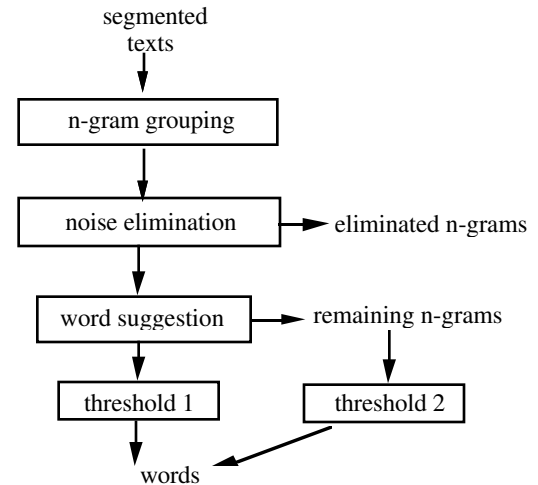 segmented
texts
n-gram grouping
noise elimination
eliminated n-grams
word suggestion
remaining n-grams
threshold 1
threshold 2
words